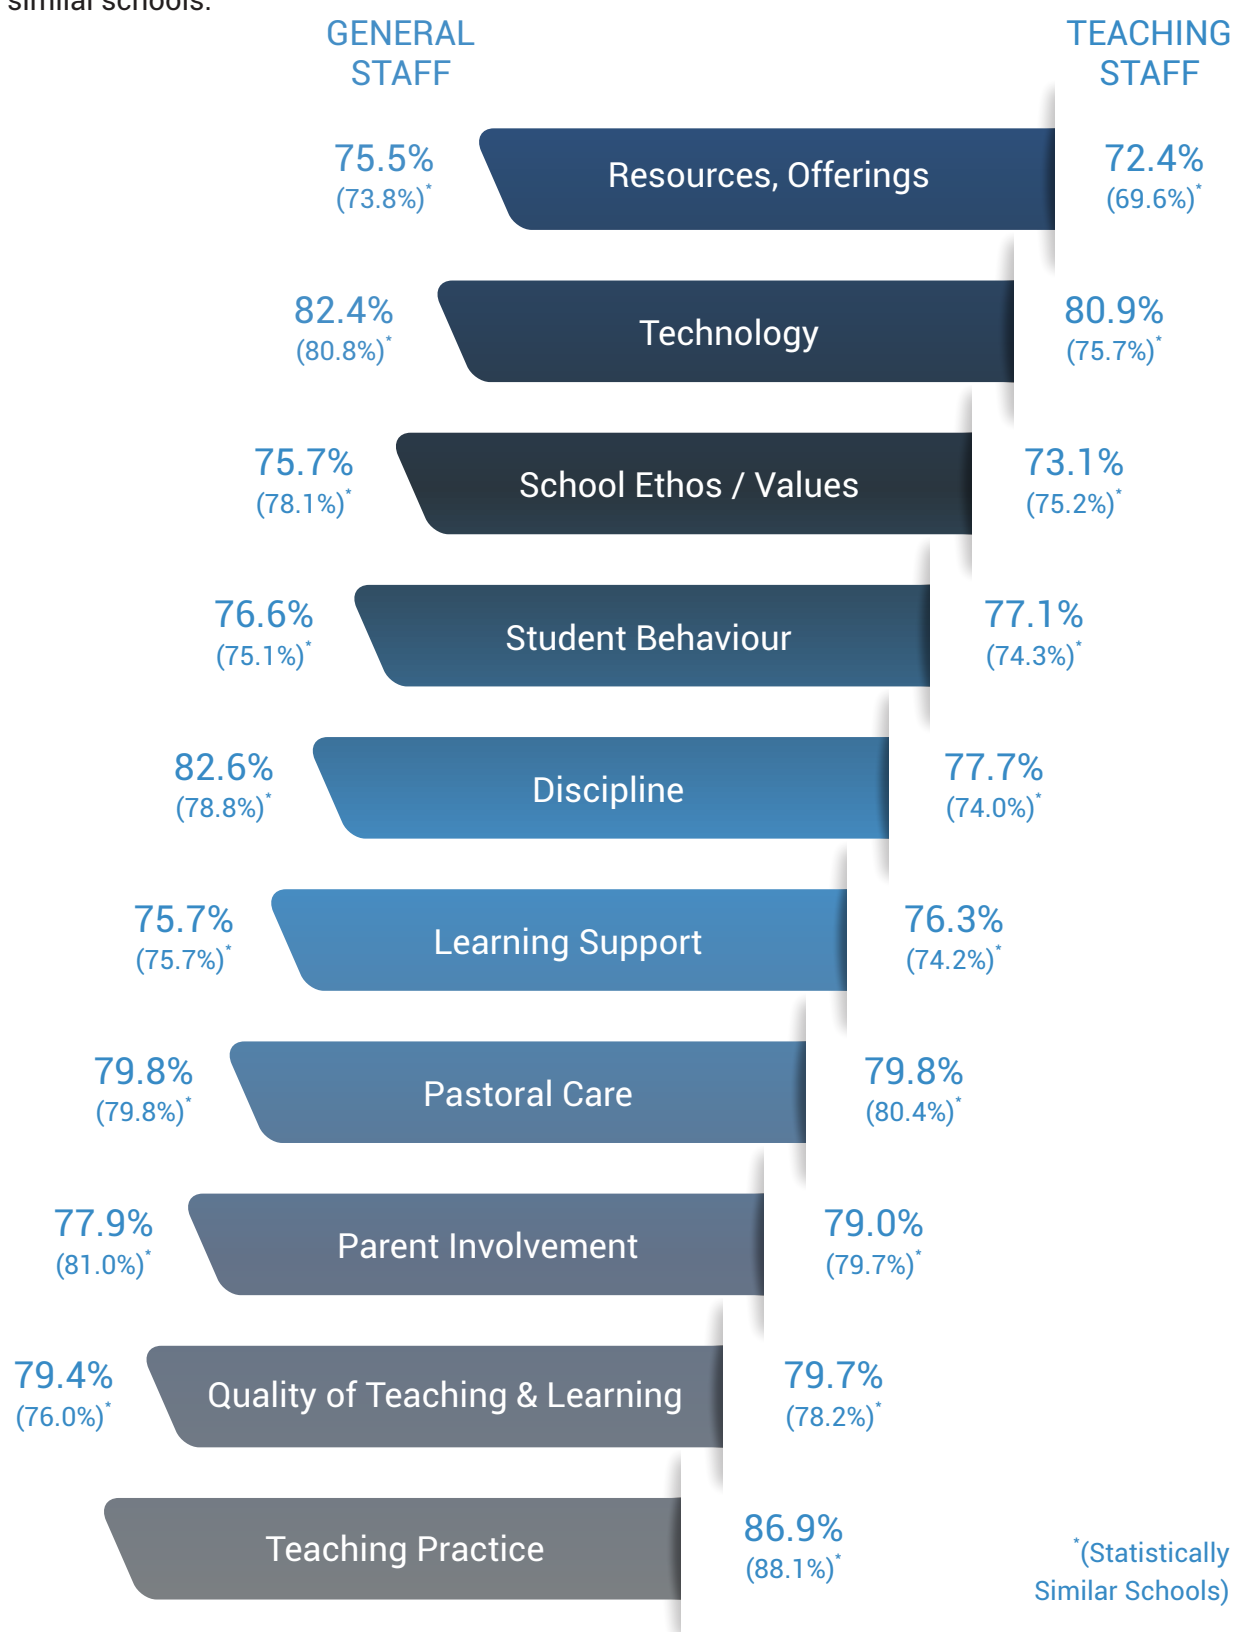 similar schools.
GENERAL
STAFF
TEACHING
STAFF
75.5%
(73.8%)*
Resources, Offerings
72.4%
(69.6%)*
82.4%
(80.8%)*
Technology
80.9%
(75.7%)*
75.7%
(78.1%)*
School Ethos / Values
73.1%
(75.2%)*
76.6%
(75.1%)*
Student Behaviour
77.1%
(74.3%)*
82.6%
(78.8%)*
Discipline
77.7%
(74.0%)*
75.7%
(75.7%)*
Learning Support
76.3%
(74.2%)*
79.8%
(79.8%)*
Pastoral Care
79.8%
(80.4%)*
77.9%
(81.0%)*
Parent Involvement
79.0%
(79.7%)*
79.4%
(76.0%)*
Quality of Teaching & Learning
79.7%
(78.2%)*
Teaching Practice
86.9%
(88.1%)*
*(Statistically
Similar Schools)